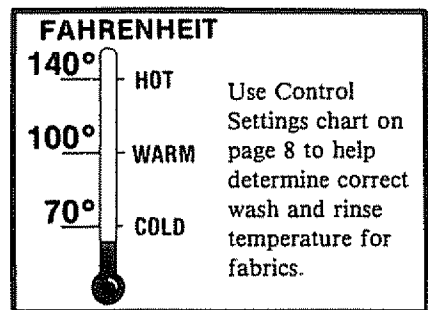 FAHRENHEIT
140° HOT
100° WARM
70° COLD
Use Control
Settings chart on
page 8 to help
determine correct
wash and rinse
temperature for
fabrics.